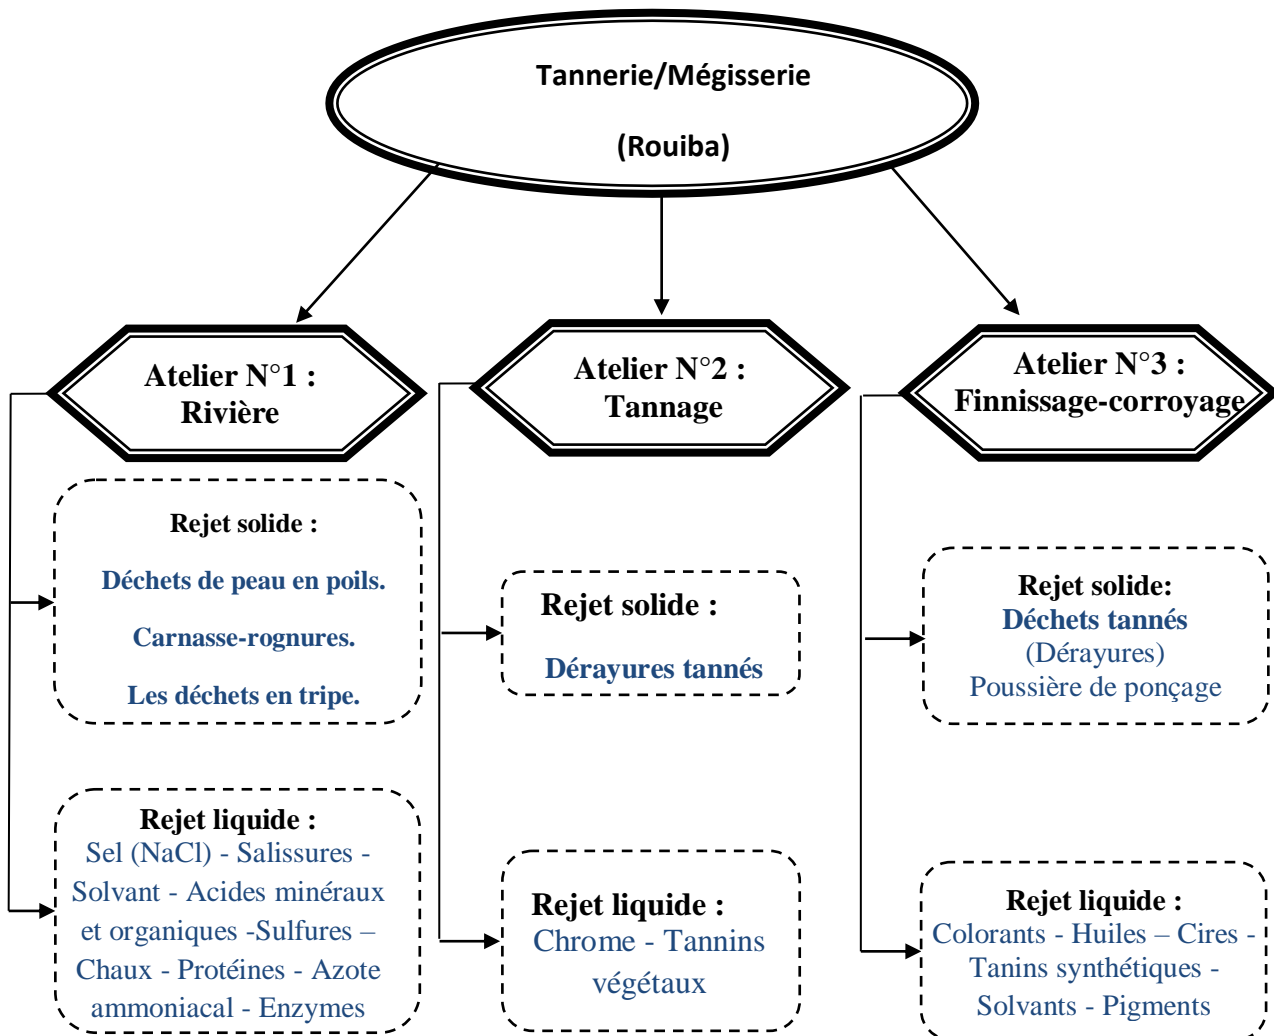 Tannerie/Mégisserie
(Rouiba)
Atelier N°1 :
Rivière
Atelier N°2 :
Tannage
Atelier N°3 :
Finnissage-corroyage
Rejet solide :
Déchets de peau en poils.
Carnasse-rognures.
Les déchets en tripe.
Rejet solide :
Dérayures tannés
Rejet solide:
Déchets tannés
(Dérayures)
Poussière de ponçage
Rejet liquide :
Sel (NaCl) - Salissures -
Solvant - Acides minéraux
et organiques -Sulfures –
Chaux - Protéines - Azote
ammoniacal - Enzymes
Rejet liquide :
Chrome - Tannins
végétaux
Rejet liquide :
Colorants - Huiles – Cires -
Tanins synthétiques -
Solvants - Pigments